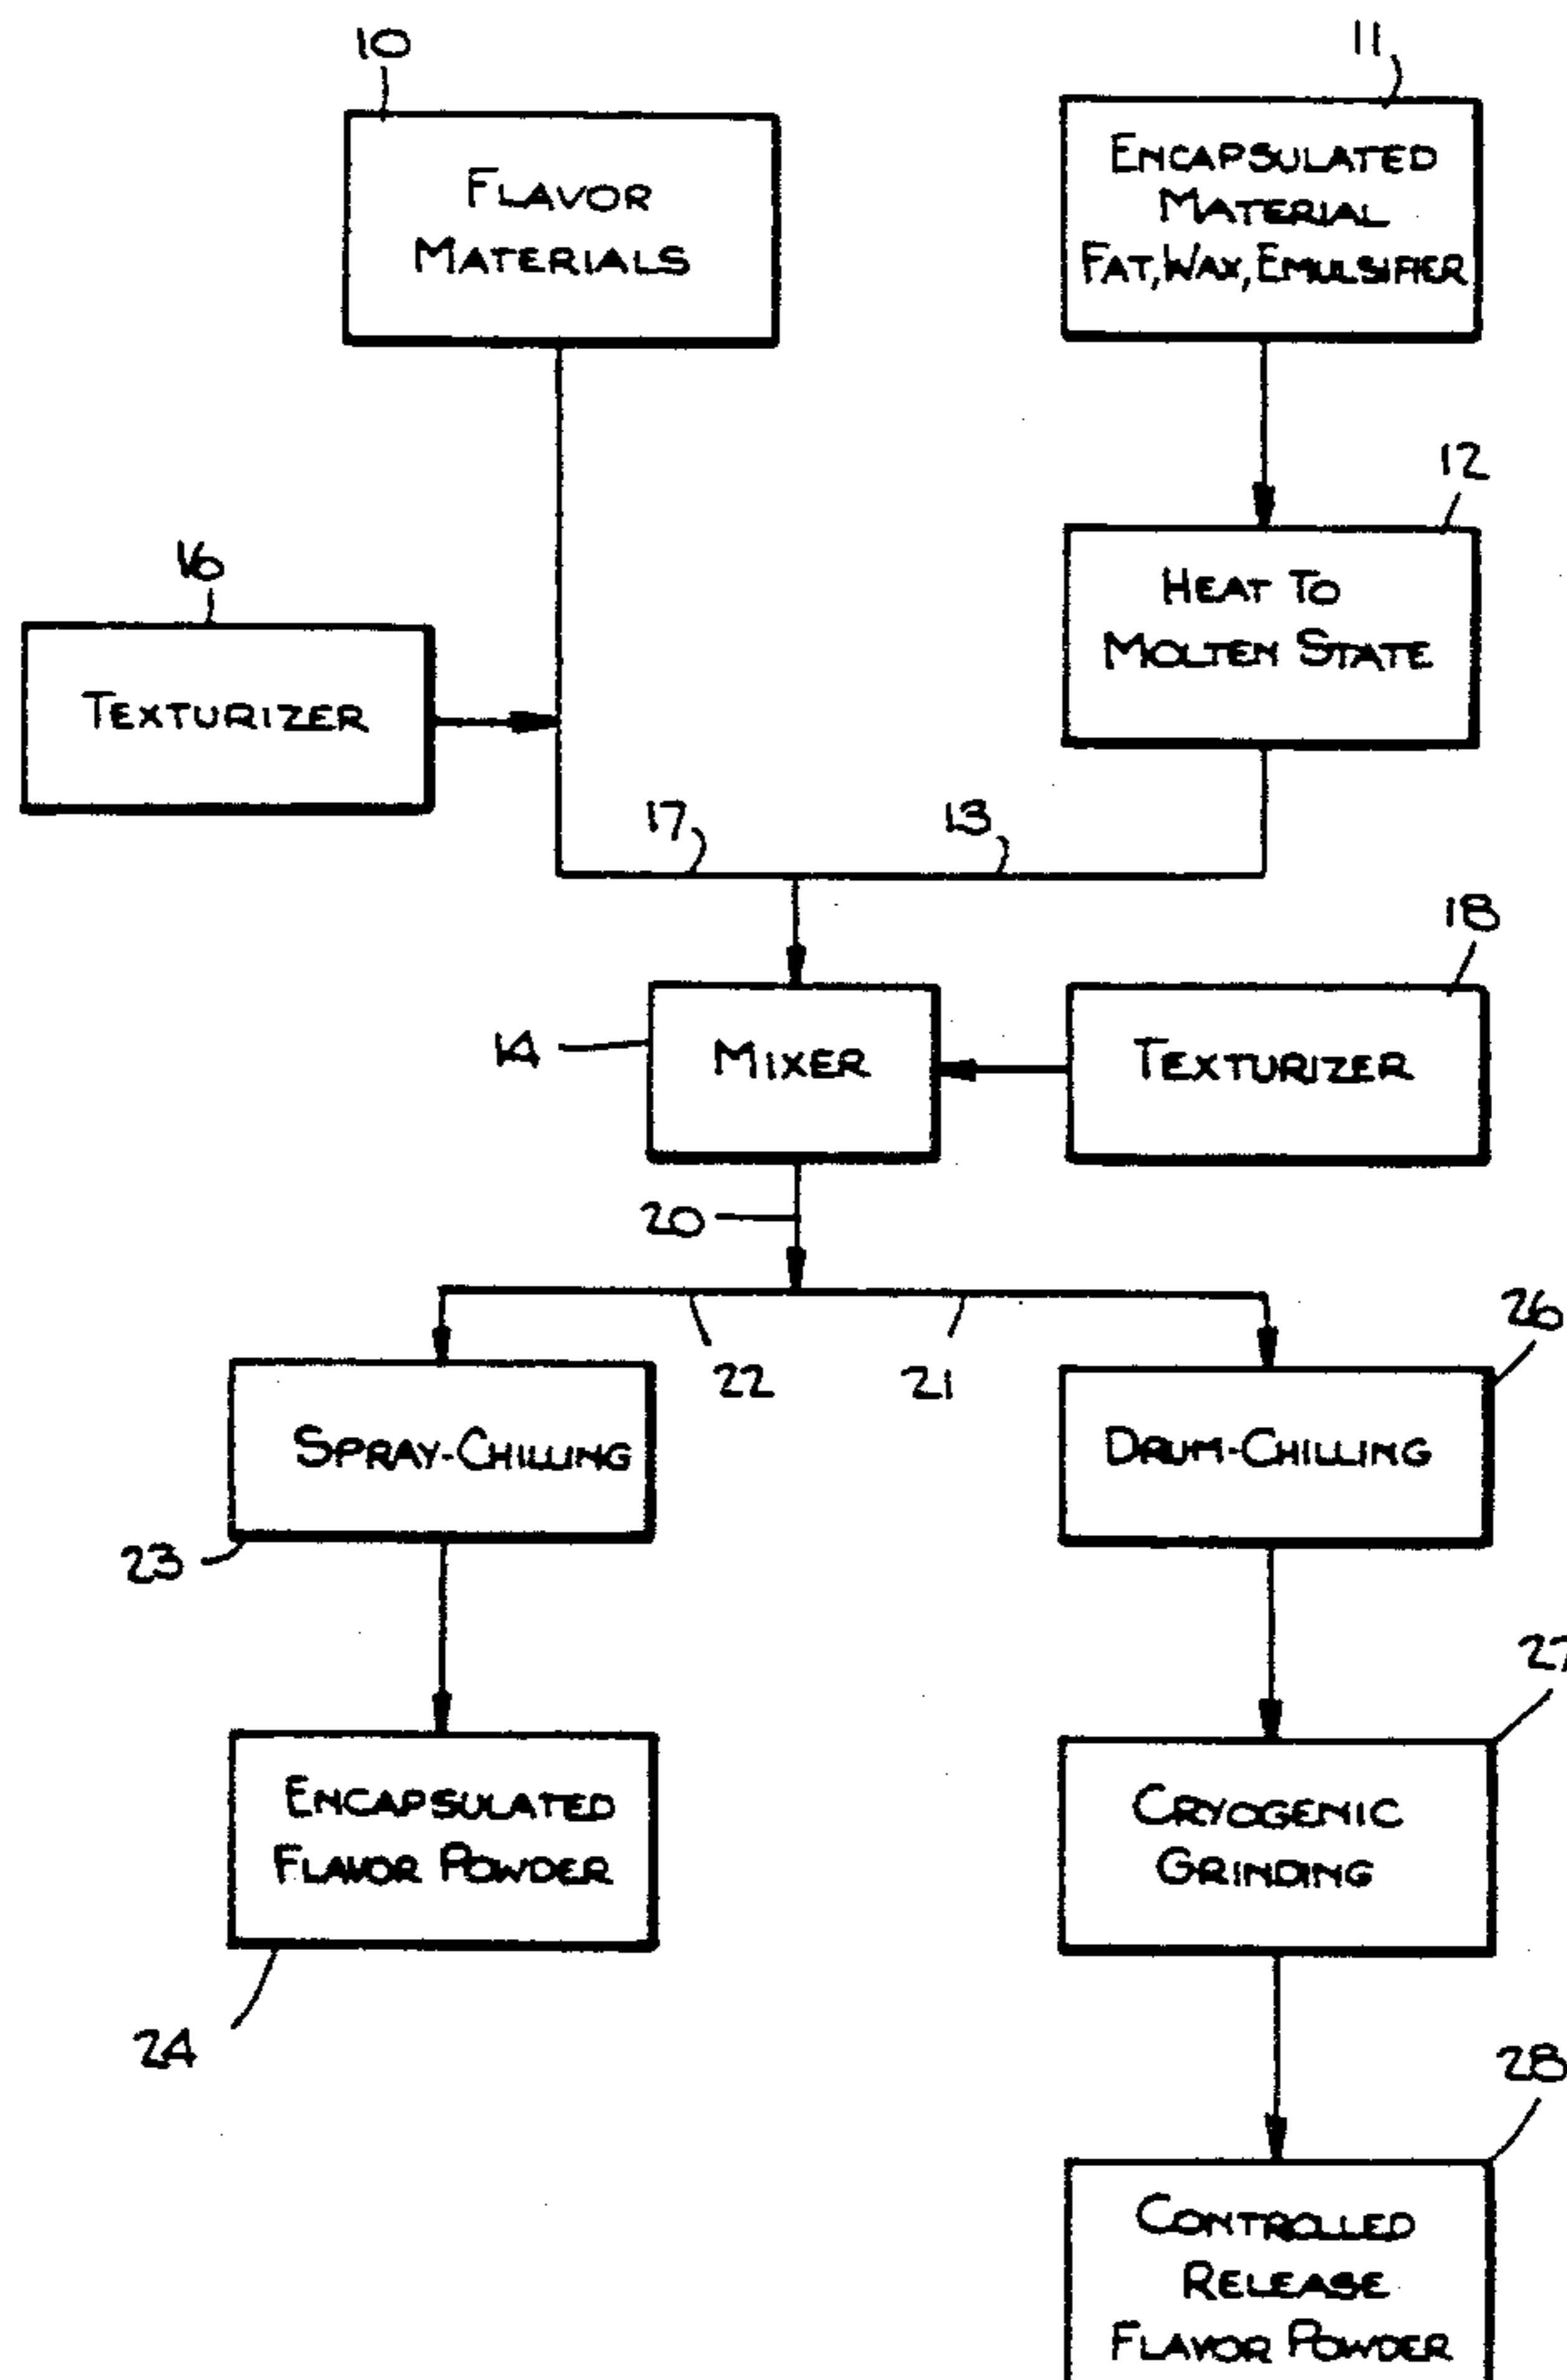 10
11
FLAVOR
MATERIALS
ENCAPSULATED
MATERIAL
FAT, WAX, EMULSIFIER
12
HEAT TO
MOLTEN STATE
16
TEXTURIZER
17
13
18
14
MIXER
TEXTURIZER
20
26
22
21
SPRAY-CHILLING
DRUM-CHILLING
23
27
ENCAPSULATED
FLAVOR POWDER
CRYOGENIC
GRINDING
24
28
CONTROLLED
RELEASE
FLAVOR POWDER